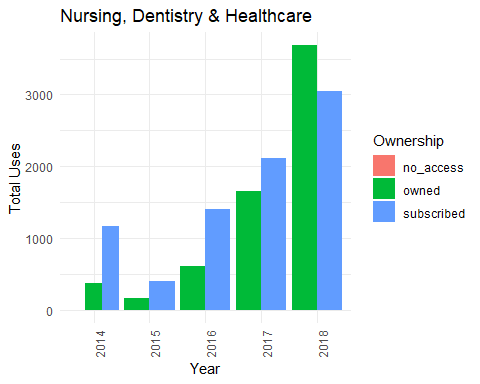 Nursing, Dentistry & Healthcare
Total Uses
3000
2000
1000
0
2014
2015
2016
2017
2018
Year
Ownership
no_access
owned
subscribed